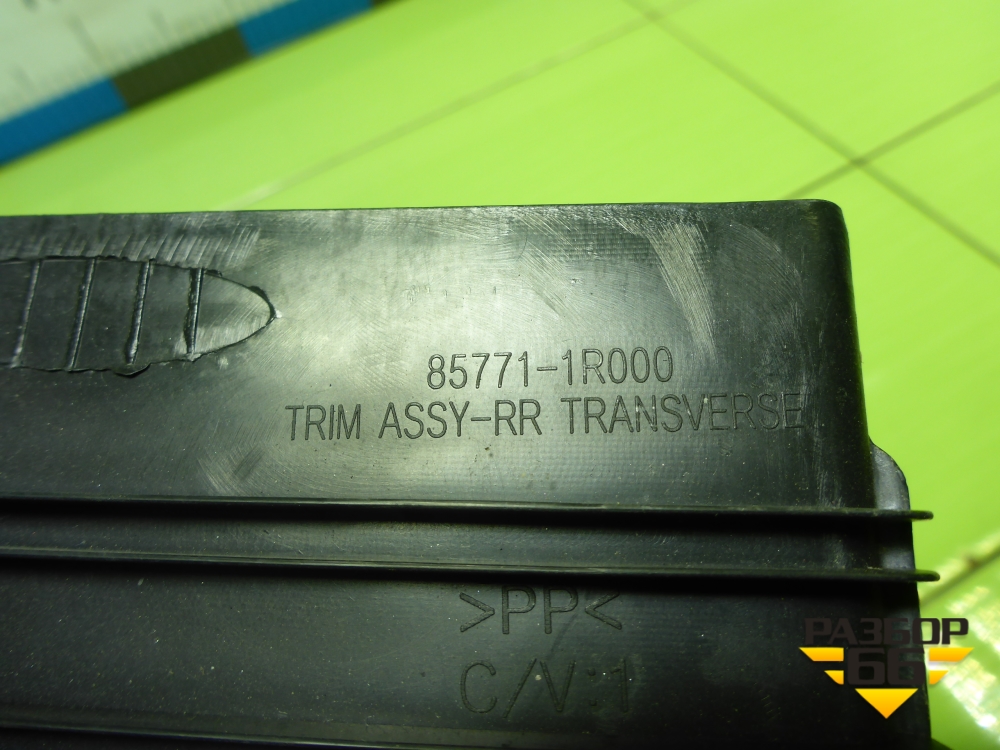 85771-1R000
TRIM ASSY-RR TRANSVERSE
>PP<
C/V:1
РАЗБОР
66